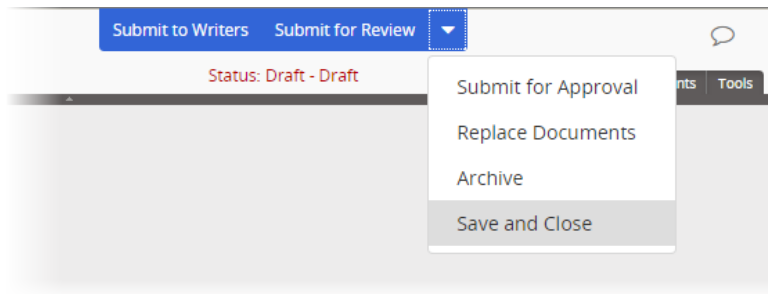 Submit to Writers Submit for Review
Status: Draft - Draft
nts Tools
Submit for Approval
Replace Documents
Archive
Save and Close